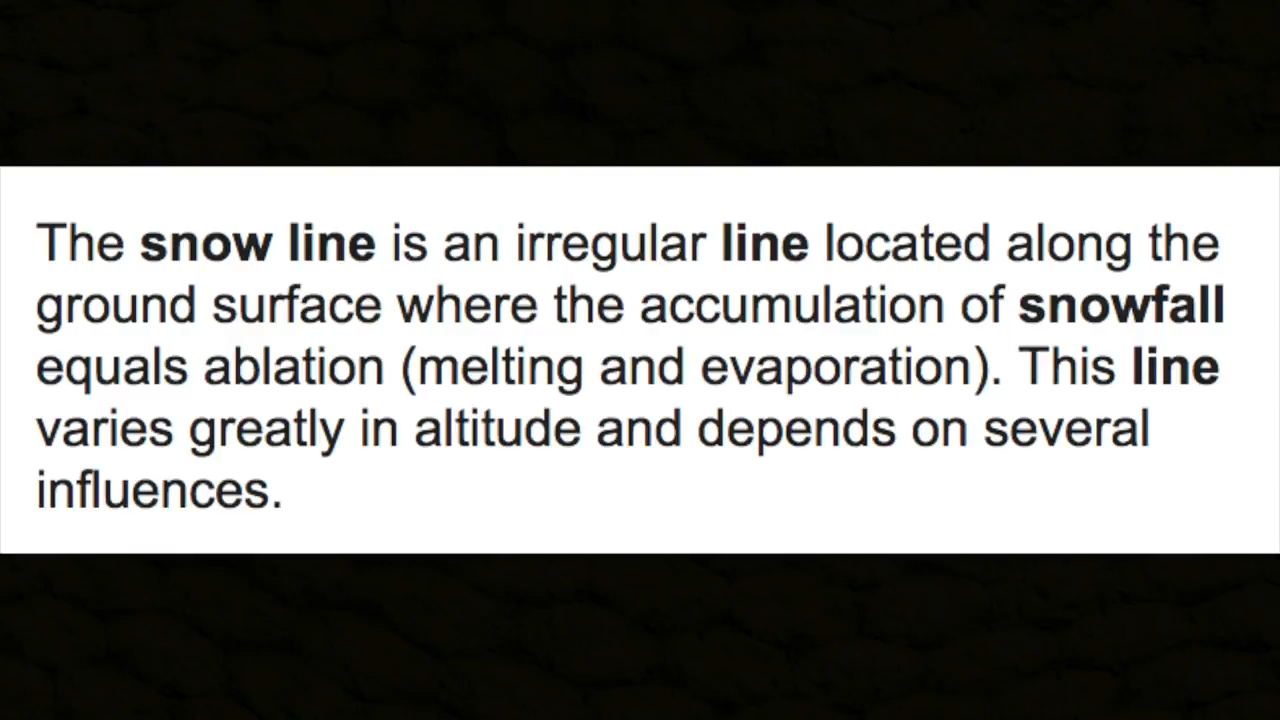 The snow line is an irregular line located along the
ground surface where the accumulation of snowfall
equals ablation (melting and evaporation). This line
varies greatly in altitude and depends on several
influences.